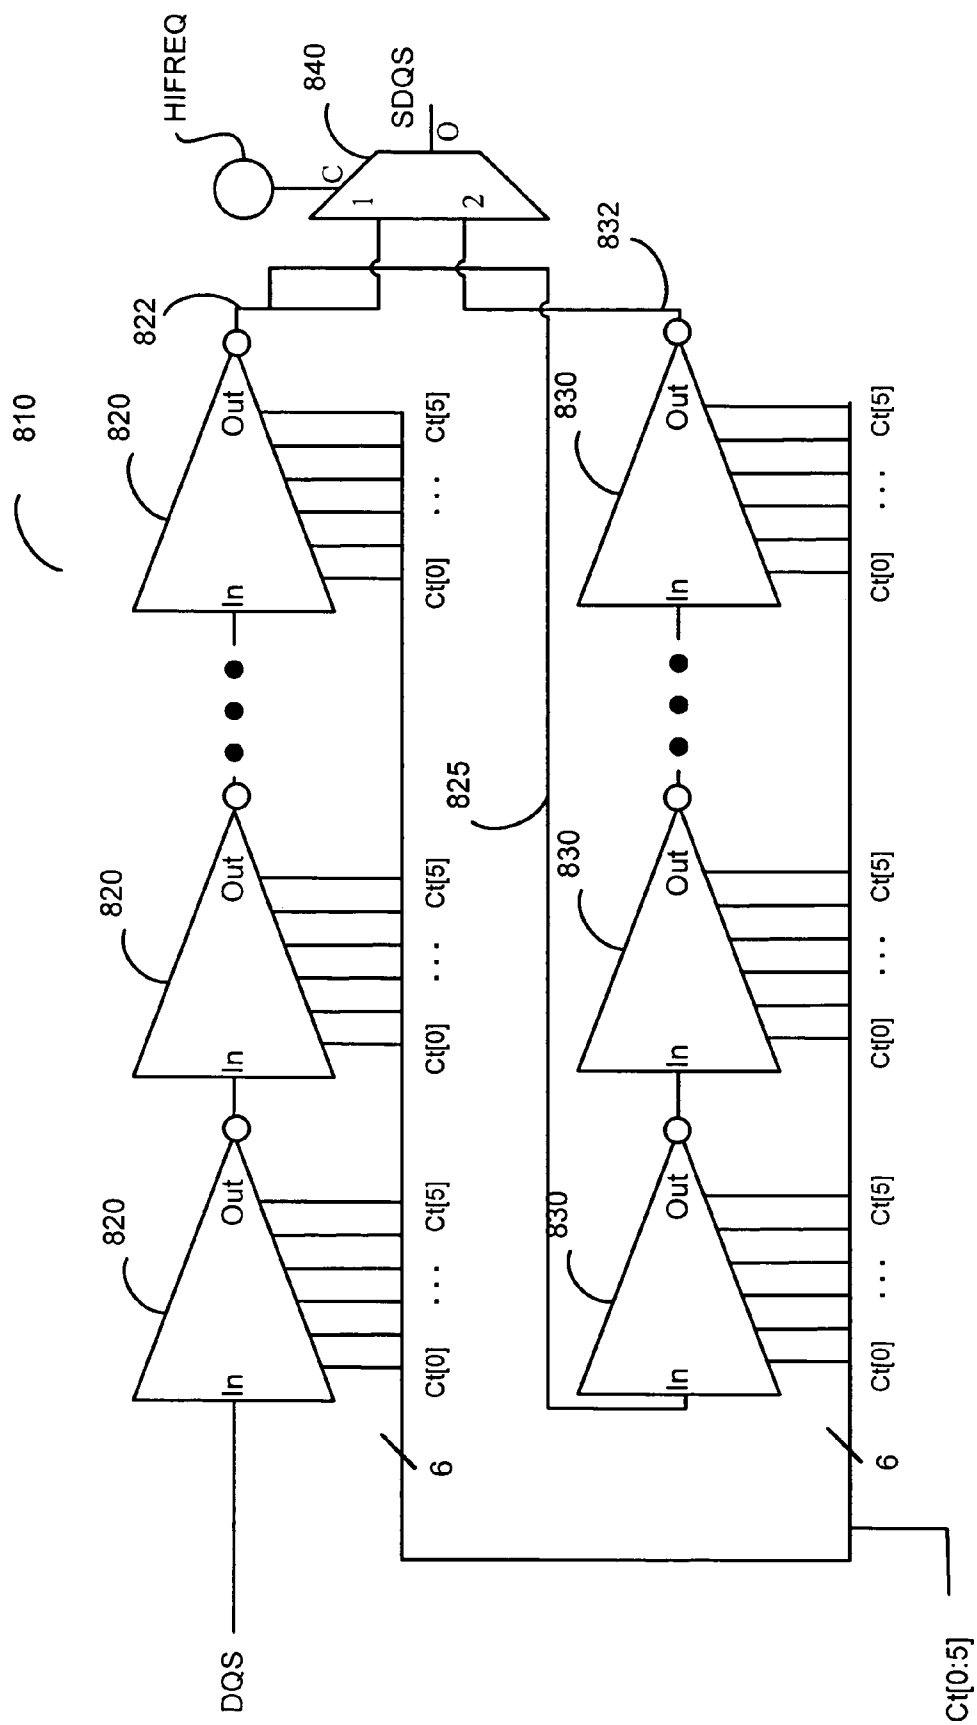 810
HIFREQ
820
820
820
822
840
C
SDQS
DQS
In
Out
In
Out
In
Out
1
2
O
Ct[0]
...
Ct[5]
Ct[0]
...
Ct[5]
Ct[0]
...
Ct[5]
6
825
832
830
830
830
In
Out
In
Out
In
Out
Ct[0]
...
Ct[5]
Ct[0]
...
Ct[5]
Ct[0]
...
Ct[5]
6
Ct[0:5]